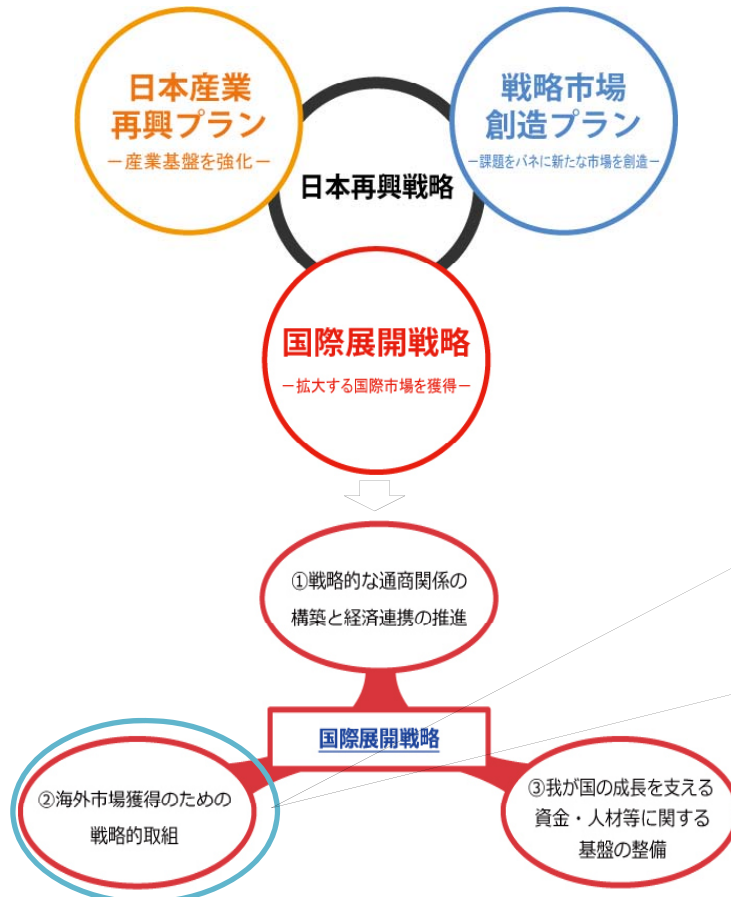 日本産業
再興プラン
－産業基盤を強化－
戦略市場
創造プラン
－課題をバネに新たな市場を創造－
日本再興戦略
国際展開戦略
－拡大する国際市場を獲得－
①戦略的な通商関係の
構築と経済連携の推進
国際展開戦略
②海外市場獲得のための
戦略的取組
③我が国の成長を支える
資金・人材等に関する
基盤の整備